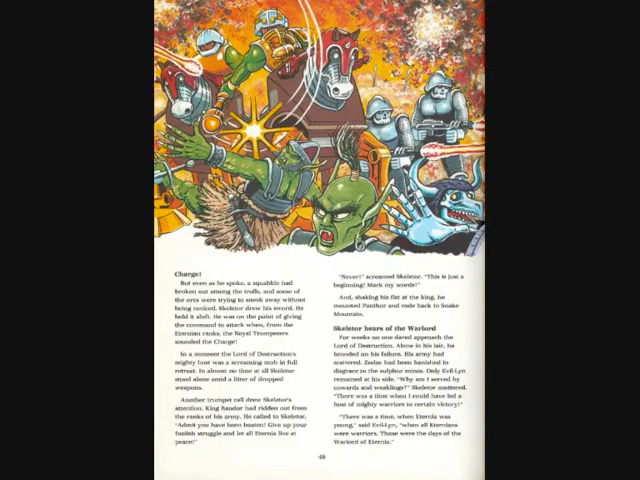 Charge!
But even as he spoke, a squabble had
broken out among the trolls, and some of
the orcs were trying to sneak away without
being noticed. Skeletor drew his sword. He
held it aloft. He was on the point of giving
the command to attack when, from the
Eternian ranks, the Royal Trumpeters
sounded the Charge!
In a moment the Lord of Destruction's
mighty host was a screaming mob in full
retreat. In almost no time at all Skeletor
stood alone amid a litter of dropped
weapons.
Another trumpet call drew Skeletor's
attention. King Randor had ridden out from
the ranks of his army. He called to Skeletor,
"Admit you have been beaten! Give up your
foolish struggle and let all Eternia live at
peace!"
"Never!" screamed Skeletor. "This is just a
beginning! Mark my words!"
And, shaking his fist at the king, he
mounted Panthor and rode back to Snake
Mountain.
Skeletor hears of the Warlord
For weeks no one dared approach the
Lord of Destruction. Alone in his lair, he
brooded on his failure. His army had
scattered. Zodac had been banished in
disgrace to the sulphur mines. Only Evil-Lyn
remained at his side. "Why am I served by
cowards and weaklings?" Skeletor muttered.
"There was a time when I could have led a
host of mighty warriors to certain victory!"
"There was a time, when Eternia was
young," said Evil-Lyn, "when all Eternians
were warriors. Those were the days of the
Warlord of Eternia."
48